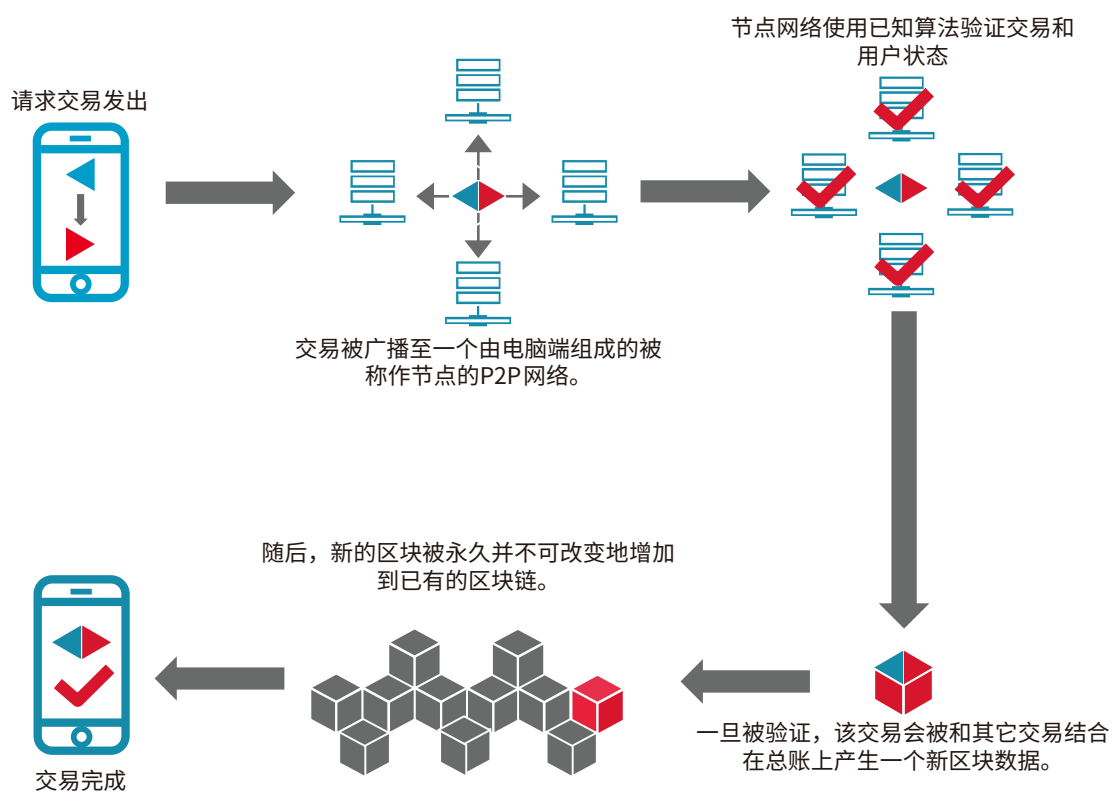 请求交易发出
交易被广播至一个由电脑端组成的被
称作节点的P2P网络。
节点网络使用已知算法验证交易和
用户状态
一旦被验证，该交易会被和其它交易结合
在总账上产生一个新区块数据。
随后，新的区块被永久并不可改变地增加
到已有的区块链。
交易完成